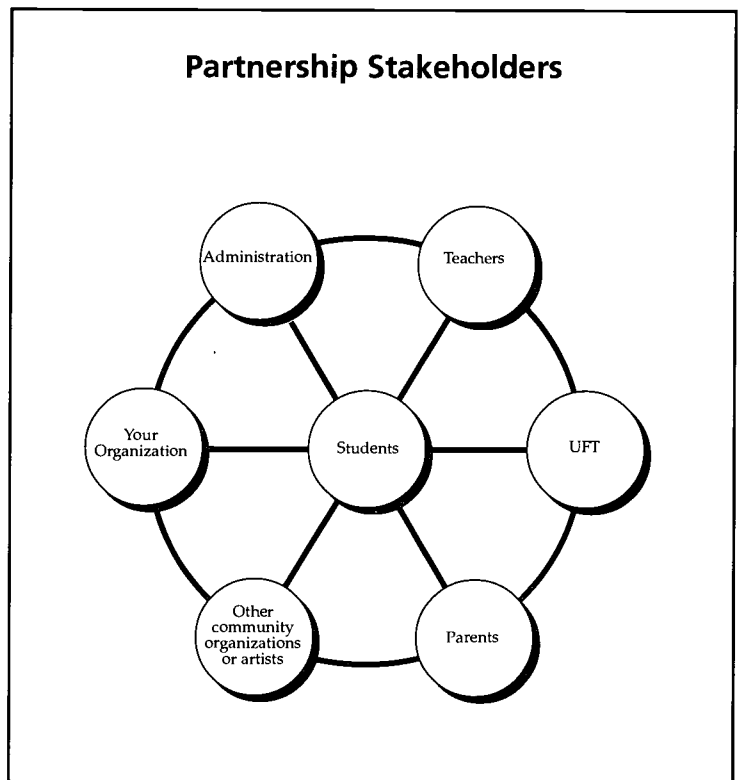 Partnership Stakeholders
Administration
Teachers
Your
Organization
Students
UFT
Other
community
organizations
or artists
Parents